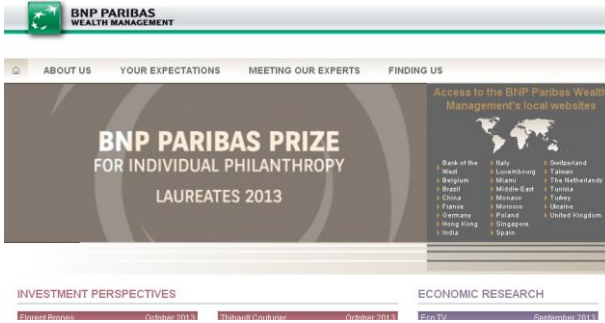 BNP PARIBAS
WEALTH MANAGEMENT
ABOUT US
YOUR EXPECTATIONS
MEETING OUR EXPERTS
FINDING US
BNP PARIBAS PRIZE
FOR INDIVIDUAL PHILANTHROPY
LAUREATES 2013
Access to the BNP Paribas Wealth
Management's local websites
Bank of the
West
Belgium
Brazil
China
France
Germany
Hong Kong
India
Italy
Luxembourg
Miami
Middle-East
Monaco
Morocco
Poland
Singapore
Spain
Switzerland
Taiwan
The Netherlands
Tunisia
Turkey
Ukraine
United Kingdom
INVESTMENT PERSPECTIVES
ECONOMIC RESEARCH
Florent Brones
October 2013
Thibault Couturier
October 2013
Eco TV
September 2013